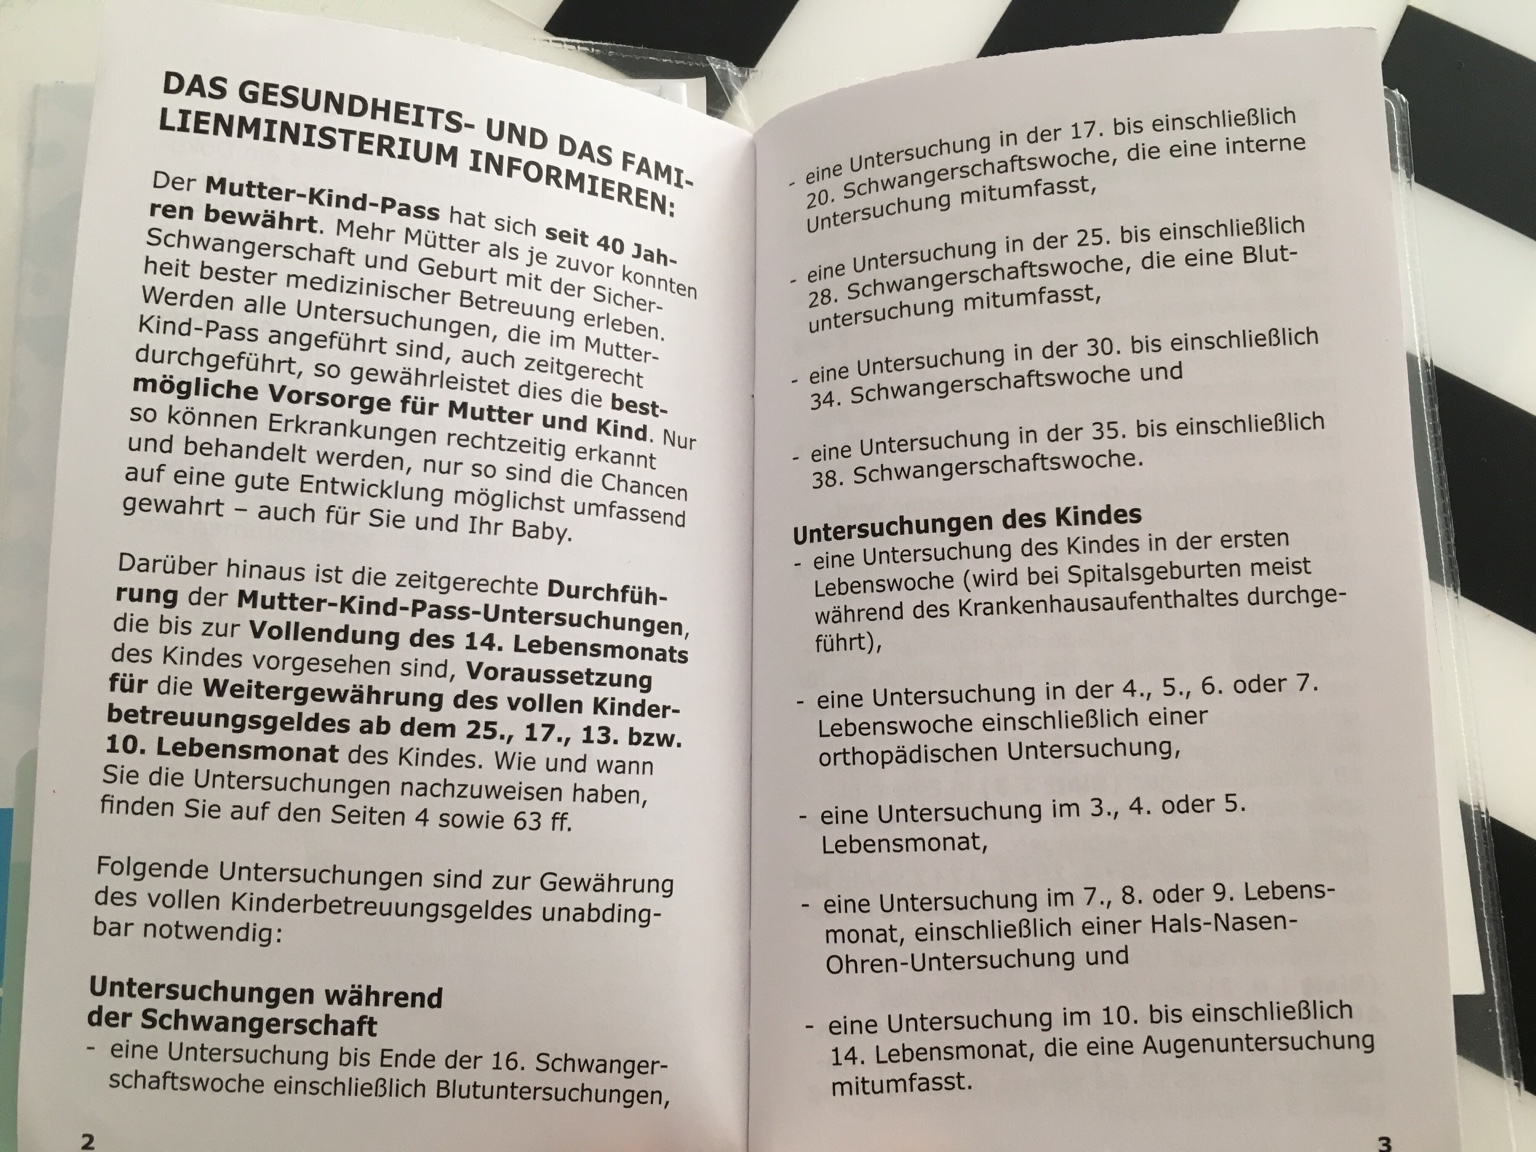 DAS GESUNDHEITS- UND DAS FAMI-
LIENMINISTERIUM INFORMIEREN:
Der Mutter-Kind-Pass hat sich seit 40 Jah-
ren bewährt. Mehr Mütter als je zuvor konnten
Schwangerschaft und Geburt mit der Sicher-
heit bester medizinischer Betreuung erleben.
Werden alle Untersuchungen, die im Mutter-
Kind-Pass angeführt sind, auch zeitgerecht
durchgeführt, so gewährleistet dies die best-
mögliche Vorsorge für Mutter und Kind. Nur
so können Erkrankungen rechtzeitig erkannt
und behandelt werden, nur so sind die Chancen
auf eine gute Entwicklung möglichst umfassend
gewahrt – auch für Sie und Ihr Baby.
Darüber hinaus ist die zeitgerechte Durchfüh-
rung der Mutter-Kind-Pass-Untersuchungen,
die bis zur Vollendung des 14. Lebensmonats
des Kindes vorgesehen sind, Voraussetzung
für die Weitergewährung des vollen Kinder-
betreuungsgeldes ab dem 25., 17., 13. bzw.
10. Lebensmonat des Kindes. Wie und wann
Sie die Untersuchungen nachzuweisen haben,
finden Sie auf den Seiten 4 sowie 63 ff.
Folgende Untersuchungen sind zur Gewährung
des vollen Kinderbetreuungsgeldes unabding-
bar notwendig:
Untersuchungen während
der Schwangerschaft
- eine Untersuchung bis Ende der 16. Schwanger-
schaftswoche einschließlich Blutuntersuchungen,
2
- eine Untersuchung in der 17. bis einschließlich
20. Schwangerschaftswoche, die eine interne
Untersuchung mitumfasst,
- eine Untersuchung in der 25. bis einschließlich
28. Schwangerschaftswoche, die eine Blut-
untersuchung mitumfasst,
- eine Untersuchung in der 30. bis einschließlich
34. Schwangerschaftswoche und
- eine Untersuchung in der 35. bis einschließlich
38. Schwangerschaftswoche.
Untersuchungen des Kindes
- eine Untersuchung des Kindes in der ersten
Lebenswoche (wird bei Spitalsgeburten meist
während des Krankenhausaufenthaltes durchge-
führt),
- eine Untersuchung in der 4., 5., 6. oder 7.
Lebenswoche einschließlich einer
orthopädischen Untersuchung,
- eine Untersuchung im 3., 4. oder 5.
Lebensmonat,
- eine Untersuchung im 7., 8. oder 9. Lebens-
monat, einschließlich einer Hals-Nasen-
Ohren-Untersuchung und
- eine Untersuchung im 10. bis einschließlich
14. Lebensmonat, die eine Augenuntersuchung
mitumfasst.
3